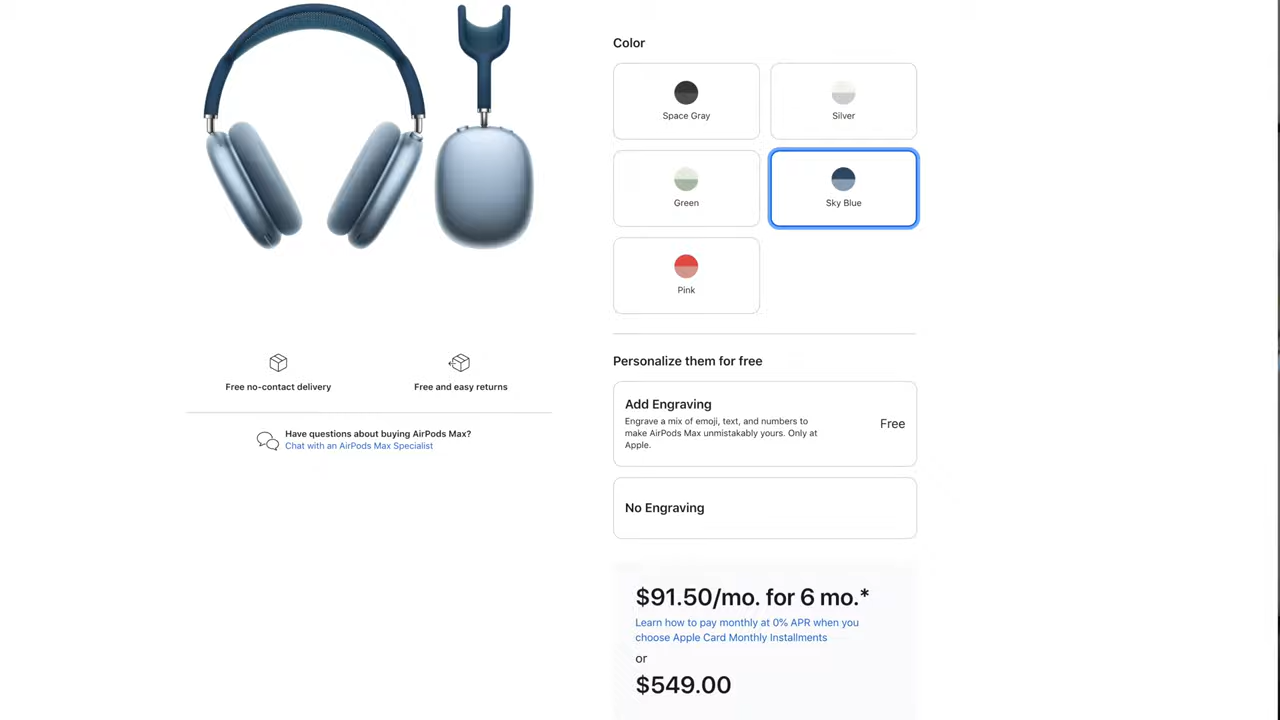 Color
Space Gray
Silver
Green
Sky Blue
Pink
Free no-contact delivery
Free and easy returns
Have questions about buying AirPods Max?
Chat with an AirPods Max Specialist
Personalize them for free
Add Engraving
Engrave a mix of emoji, text, and numbers to
make AirPods Max unmistakably yours. Only at
Apple.
Free
No Engraving
$91.50/mo. for 6 mo.*
Learn how to pay monthly at 0% APR when you
choose Apple Card Monthly Installments
or
$549.00